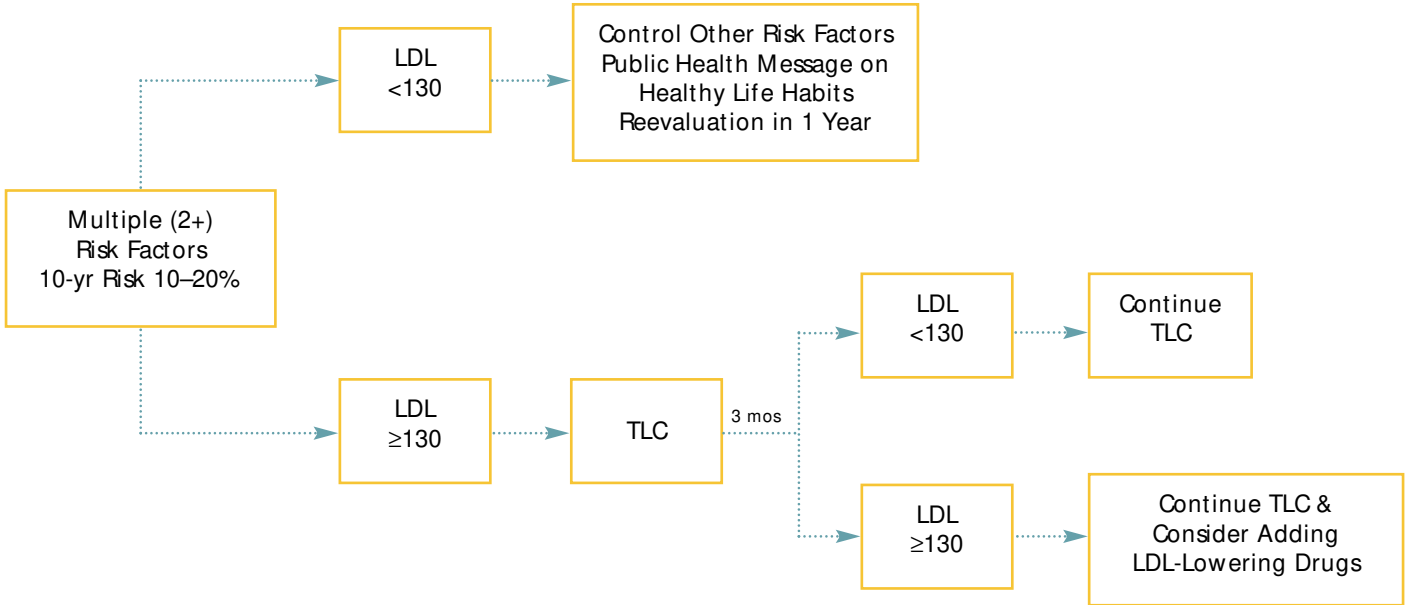 LDL
<130
Control Other Risk Factors
Public Health Message on
Healthy Life Habits
Reevaluation in 1 Year
Multiple (2+)
Risk Factors
10-yr Risk 10–20%
LDL
≥130
TLC
3 mos
LDL
<130
Continue
TLC
LDL
≥130
Continue TLC &
Consider Adding
LDL-Lowering Drugs